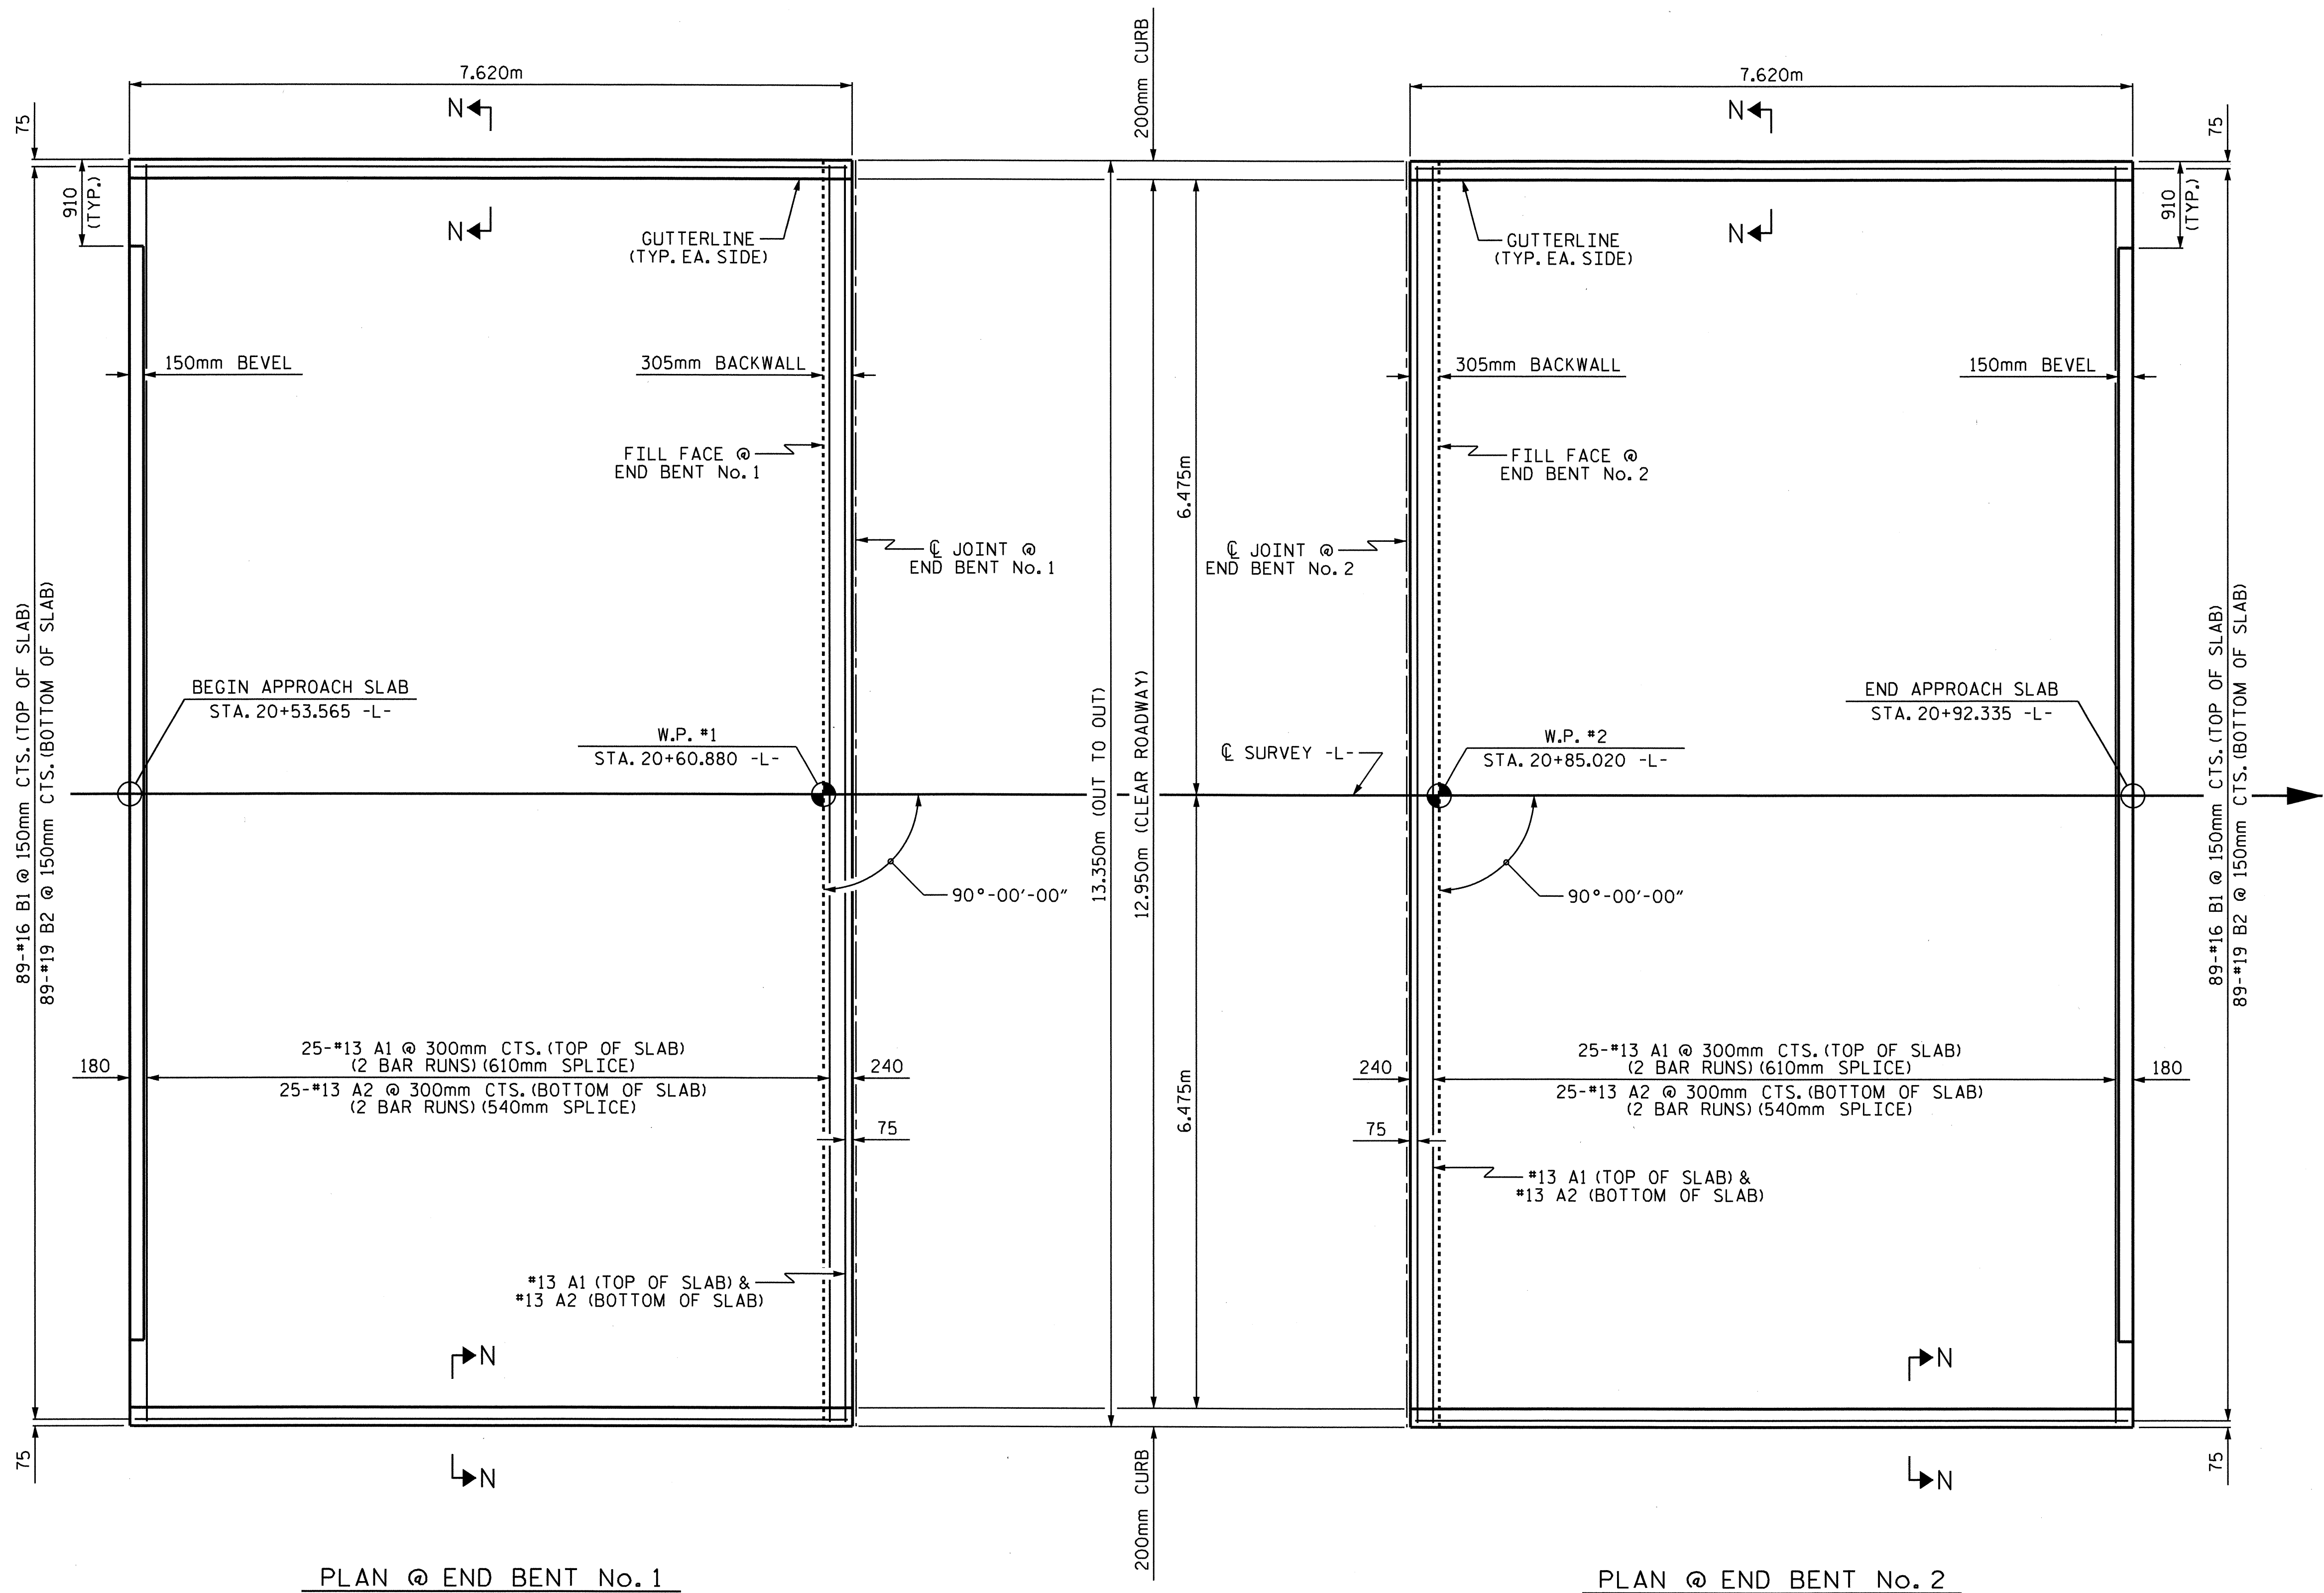 7.620m
N
75
910
(TYP.)
N
GUTTERLINE
(TYP. EA. SIDE)
150mm BEVEL
305mm BACKWALL
FILL FACE @
END BENT No. 1
℄ JOINT @
END BENT No. 1
89-#16 B1 @ 150mm CTS. (TOP OF SLAB)
89-#19 B2 @ 150mm CTS. (BOTTOM OF SLAB)
BEGIN APPROACH SLAB
STA. 20+53.565 -L-
W.P. #1
STA. 20+60.880 -L-
90°-00'-00"
25-#13 A1 @ 300mm CTS. (TOP OF SLAB)
(2 BAR RUNS) (610mm SPLICE)
25-#13 A2 @ 300mm CTS. (BOTTOM OF SLAB)
(2 BAR RUNS) (540mm SPLICE)
180
240
75
#13 A1 (TOP OF SLAB) &
#13 A2 (BOTTOM OF SLAB)
N
N
75
PLAN @ END BENT No. 1
200mm CURB
6.475m
13.350m (OUT TO OUT)
12.950m (CLEAR ROADWAY)
6.475m
200mm CURB
7.620m
N
75
910
(TYP.)
N
GUTTERLINE
(TYP. EA. SIDE)
305mm BACKWALL
150mm BEVEL
FILL FACE @
END BENT No. 2
℄ JOINT @
END BENT No. 2
END APPROACH SLAB
STA. 20+92.335 -L-
℄ SURVEY -L-
W.P. #2
STA. 20+85.020 -L-
90°-00'-00"
89-#16 B1 @ 150mm CTS. (TOP OF SLAB)
89-#19 B2 @ 150mm CTS. (BOTTOM OF SLAB)
25-#13 A1 @ 300mm CTS. (TOP OF SLAB)
(2 BAR RUNS) (610mm SPLICE)
25-#13 A2 @ 300mm CTS. (BOTTOM OF SLAB)
(2 BAR RUNS) (540mm SPLICE)
240
180
75
#13 A1 (TOP OF SLAB) &
#13 A2 (BOTTOM OF SLAB)
N
N
75
PLAN @ END BENT No. 2